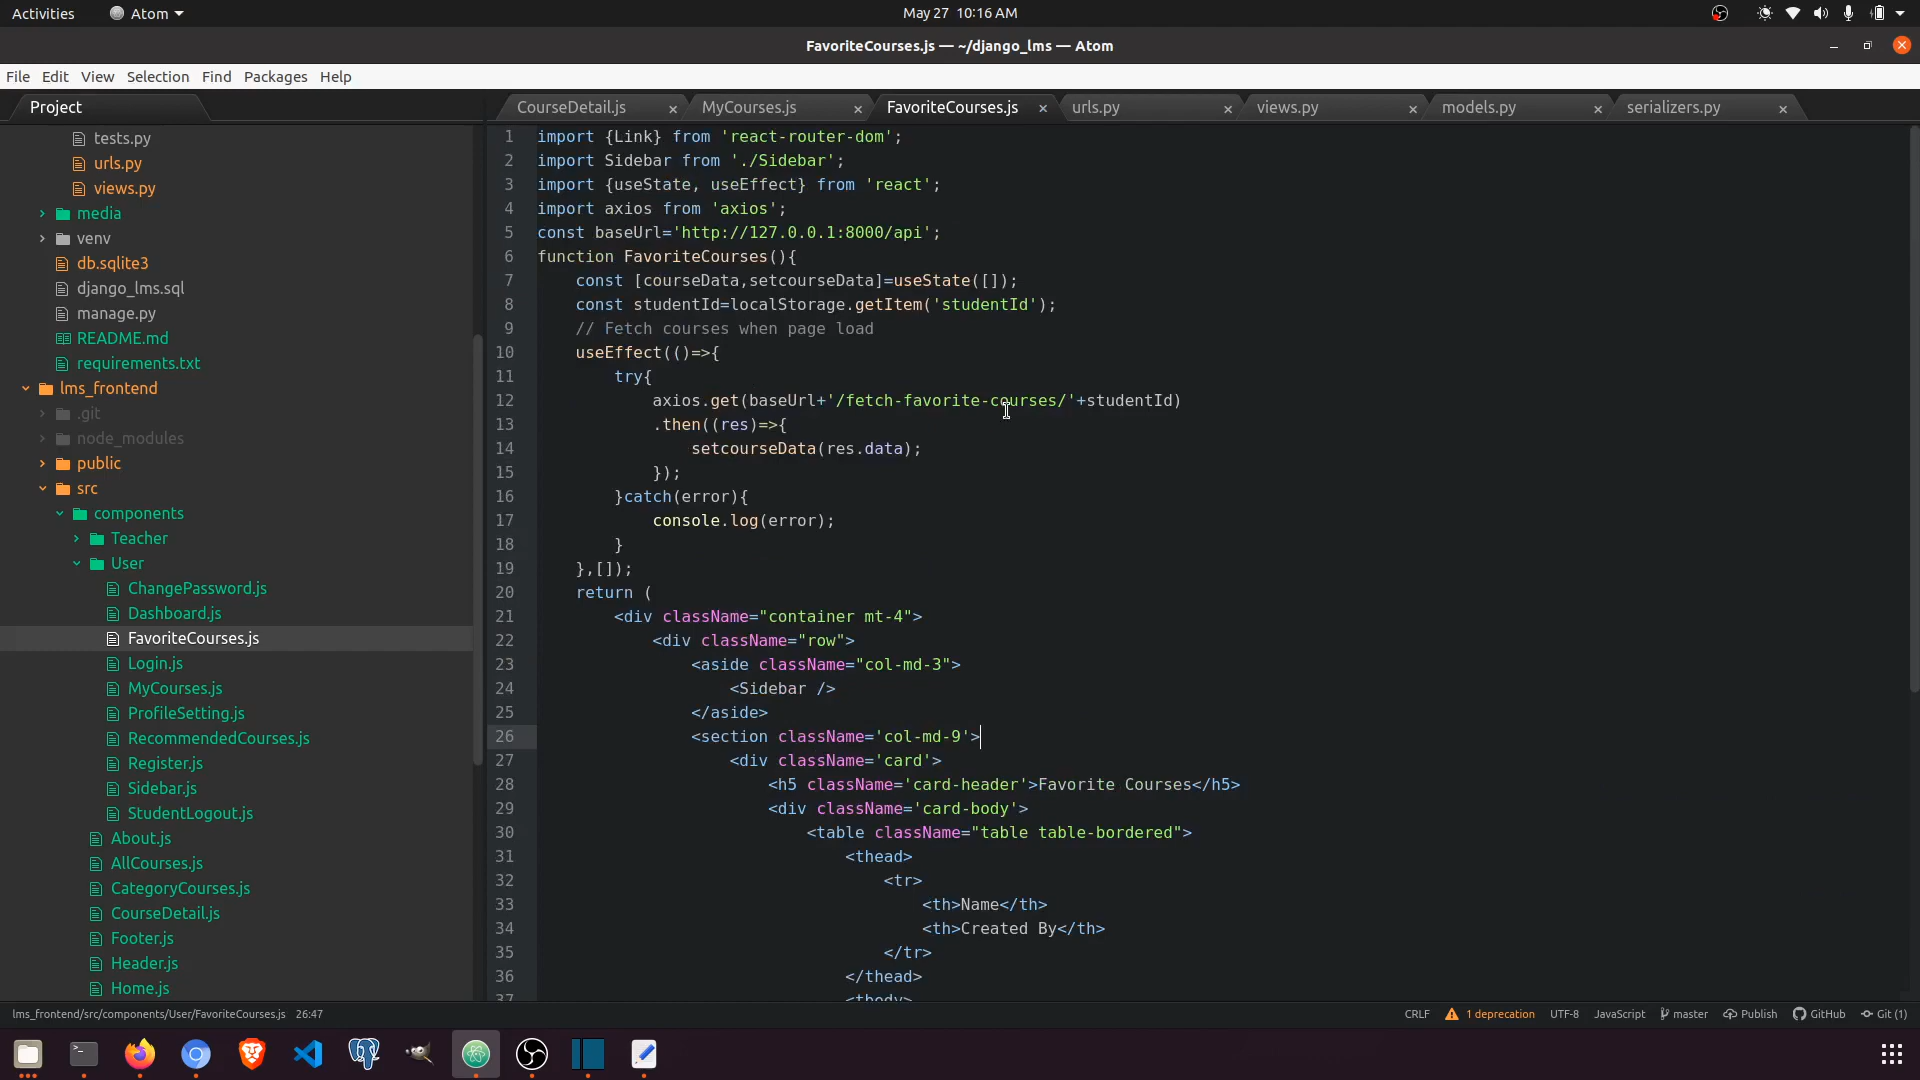 Activities
Atom
May 27 10:16 AM
FavoriteCourses.js — ~/django_lms — Atom
File Edit View Selection Find Packages Help
Project
CourseDetail.js × MyCourses.js × FavoriteCourses.js × urls.py × views.py × models.py × serializers.py ×
tests.py
urls.py
views.py
media
venv
db.sqlite3
django_lms.sql
manage.py
README.md
requirements.txt
lms_frontend
.git
node_modules
public
src
components
Teacher
User
ChangePassword.js
Dashboard.js
FavoriteCourses.js
Login.js
MyCourses.js
ProfileSetting.js
RecommendedCourses.js
Register.js
Sidebar.js
StudentLogout.js
About.js
AllCourses.js
CategoryCourses.js
CourseDetail.js
Footer.js
Header.js
Home.js
1 import {Link} from 'react-router-dom';
2 import Sidebar from './Sidebar';
3 import {useState, useEffect} from 'react';
4 import axios from 'axios';
5 const baseUrl='http://127.0.0.1:8000/api';
6 function FavoriteCourses(){
7 const [courseData,setcourseData]=useState([]);
8 const studentId=localStorage.getItem('studentId');
9 // Fetch courses when page load
10 useEffect(()=>{
11 try{
12 axios.get(baseUrl+'/fetch-favorite-courses/'+studentId)
13 .then((res)=>{
14 setcourseData(res.data);
15 });
16 }catch(error){
17 console.log(error);
18 }
19 },[]);
20 return (
21 <div className="container mt-4">
22 <div className="row">
23 <aside className="col-md-3">
24 <Sidebar />
25 </aside>
26 <section className='col-md-9'>
27 <div className='card'>
28 <h5 className='card-header'>Favorite Courses</h5>
29 <div className='card-body'>
30 <table className="table table-bordered">
31 <thead>
32 <tr>
33 <th>Name</th>
34 <th>Created By</th>
35 </tr>
36 </thead>
37 <tbody>
lms_frontend/src/components/User/FavoriteCourses.js 26:47
CRLF 1 deprecation UTF-8 JavaScript master Publish GitHub Git (1)